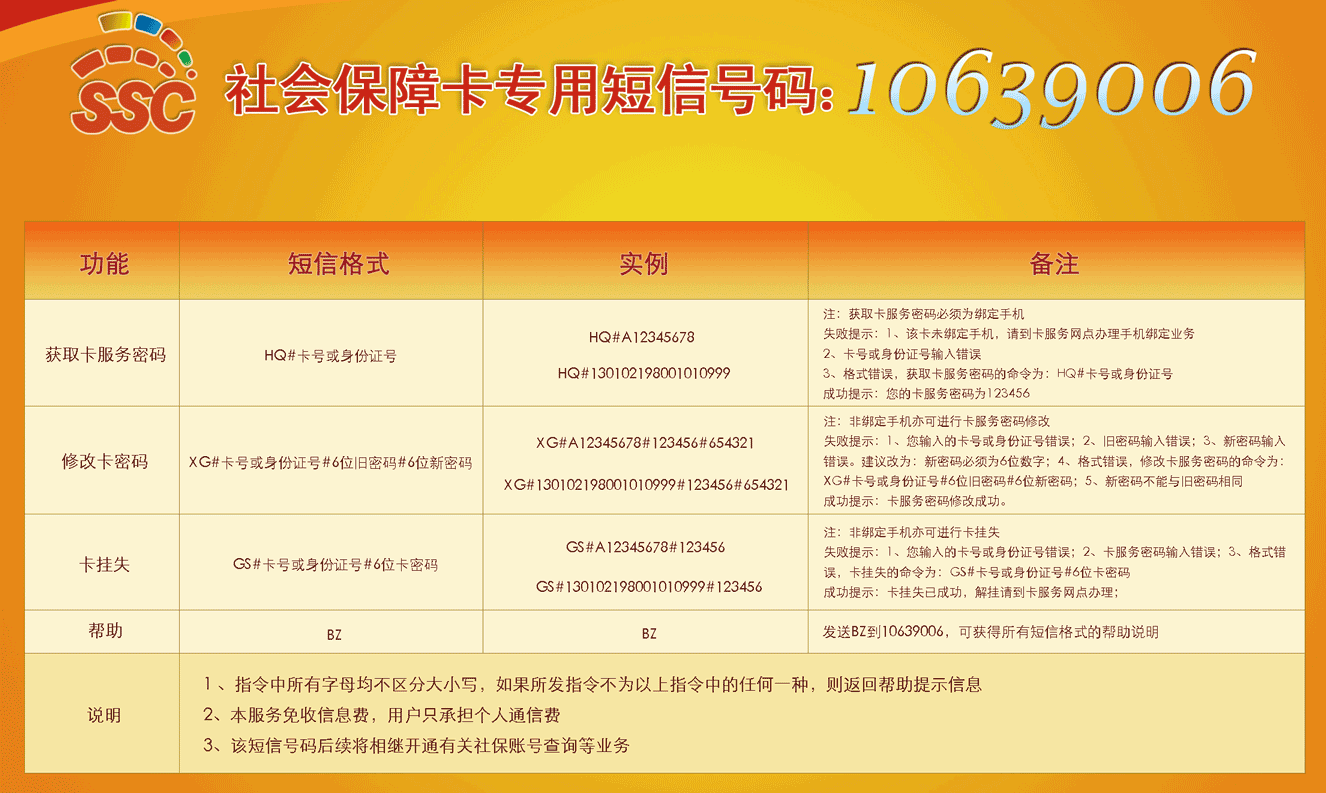 SSC
社会保障卡专用短信号码：10639006
功能
短信格式
实例
备注
获取卡服务密码
HQ#卡号或身份证号
HQ#A12345678
HQ#130102198001010999
注：获取卡服务密码必须为绑定手机
失败提示：1、该卡未绑定手机，请到卡服务网点办理手机绑定业务
2、卡号或身份证号输入错误
3、格式错误，获取卡服务密码的命令为：HQ#卡号或身份证号
成功提示：您的卡服务密码为123456
修改卡密码
XG#卡号或身份证号#6位旧密码#6位新密码
XG#A12345678#123456#654321
XG#130102198001010999#123456#654321
注：非绑定手机亦可进行卡服务密码修改
失败提示：1、您输入的卡号或身份证号错误；2、旧密码输入错误；3、新密码输入
错误。建议改为：新密码必须为6位数字；4、格式错误，修改卡服务密码的命令为：
XG#卡号或身份证号#6位旧密码#6位新密码；5、新密码不能与旧密码相同
成功提示：卡服务密码修改成功。
卡挂失
GS#卡号或身份证号#6位卡密码
GS#A12345678#123456
GS#130102198001010999#123456
注：非绑定手机亦可进行卡挂失
失败提示：1、您输入的卡号或身份证号错误；2、卡服务密码输入错误；3、格式错
误，卡挂失的命令为：GS#卡号或身份证号#6位卡密码
成功提示：卡挂失已成功，解挂请到卡服务网点办理；
帮助
BZ
BZ
发送BZ到10639006，可获得所有短信格式的帮助说明
说明
1、指令中所有字母均不区分大小写，如果所发指令不为以上指令中的任何一种，则返回帮助提示信息
2、本服务免收信息费，用户只承担个人通信费
3、该短信号码后续将相继开通有关社保账号查询等业务